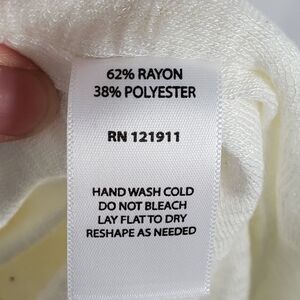 62% RAYON
38% POLYESTER
RN 121911
HAND WASH COLD
DO NOT BLEACH
LAY FLAT TO DRY
RESHAPE AS NEEDED